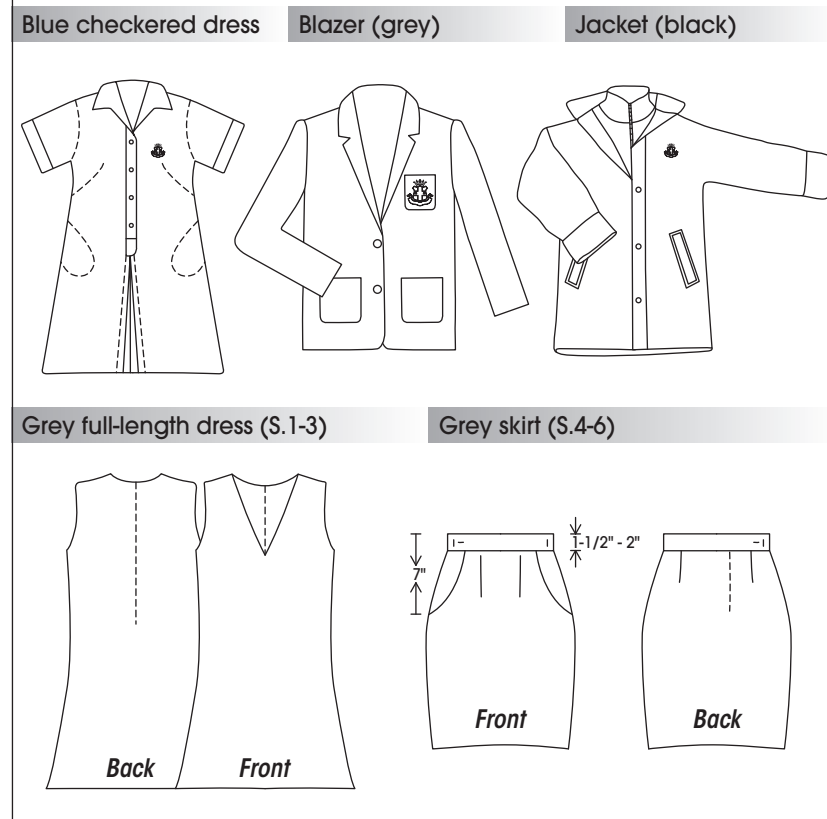 Blue checkered dress
Blazer (grey)
Jacket (black)
Grey full-length dress (S.1-3)
Grey skirt (S.4-6)
1-1/2" - 2"
7"
Back
Front
Front
Back